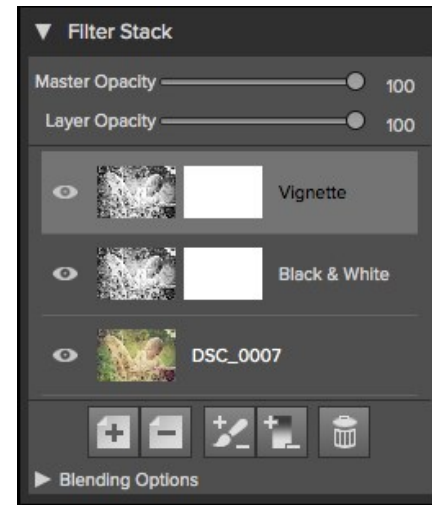 Filter Stack
Master Opacity 100
Layer Opacity 100
Vignette
Black & White
DSC_0007
Blending Options